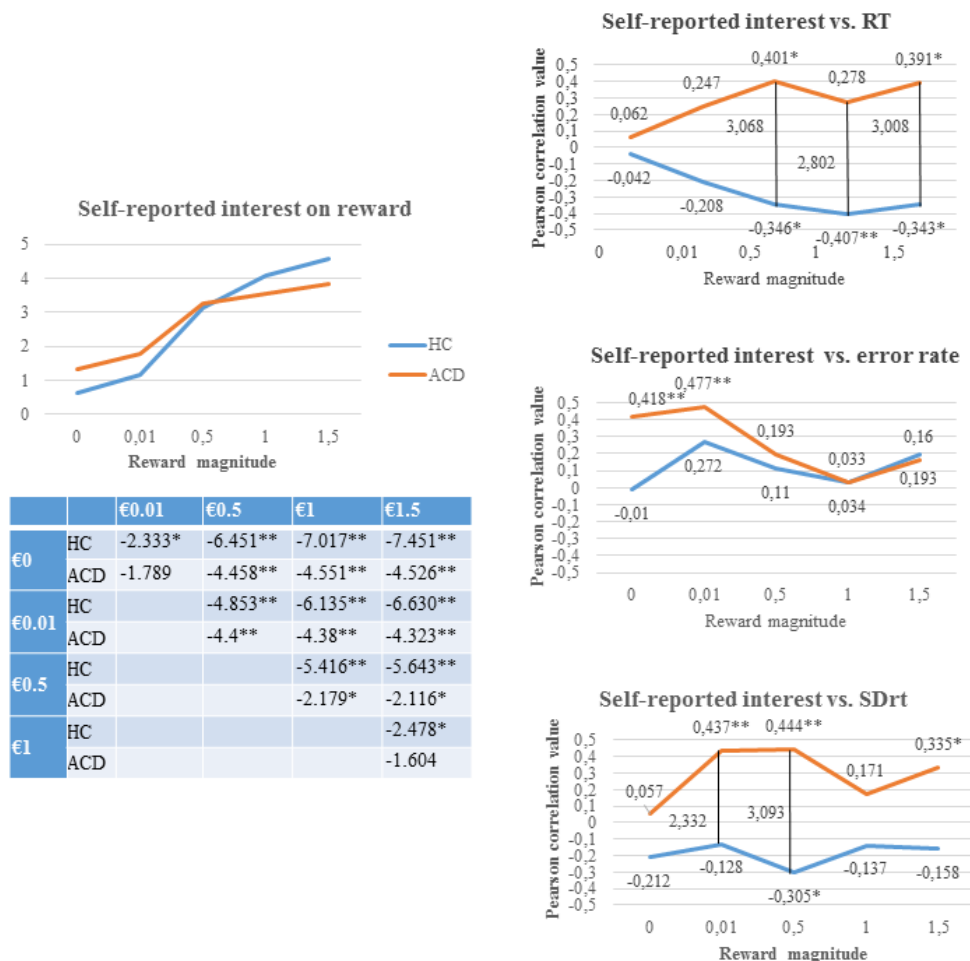 Self-reported interest on reward
5
4
3
2
1
0
0 0,01 0,5 1 1,5
Reward magnitude
HC
ACD
€0.01 €0.5 €1 €1.5
€0 HC -2.333* -6.451** -7.017** -7.451**
ACD -1.789 -4.458** -4.551** -4.526**
€0.01 HC -4.853** -6.135** -6.630**
ACD -4.4** -4.38** -4.323**
€0.5 HC -5.416** -5.643**
ACD -2.179* -2.116*
€1 HC -2.478*
ACD -1.604
Self-reported interest vs. RT
Pearson correlation value
0,5
0,4
0,3
0,2
0,1
0
-0,1
-0,2
-0,3
-0,4
-0,5
0,062 0,247 0,401* 0,278 0,391*
3,068 2,802 3,008
-0,042 -0,208 -0,346* -0,407** -0,343*
0 0,01 0,5 1 1,5
Reward magnitude
Self-reported interest vs. error rate
Pearson correlation value
0,5
0,4
0,3
0,2
0,1
0
-0,1
-0,2
-0,3
-0,4
-0,5
0,418** 0,477** 0,193 0,033 0,16
-0,01 0,272 0,11 0,034 0,193
0 0,01 0,5 1 1,5
Reward magnitude
Self-reported interest vs. SDrt
Pearson correlation value
0,5
0,4
0,3
0,2
0,1
0
-0,1
-0,2
-0,3
-0,4
-0,5
0,057 0,437** 0,444** 0,171 0,335*
2,332 3,093
-0,212 -0,128 -0,305* -0,137 -0,158
0 0,01 0,5 1 1,5
Reward magnitude